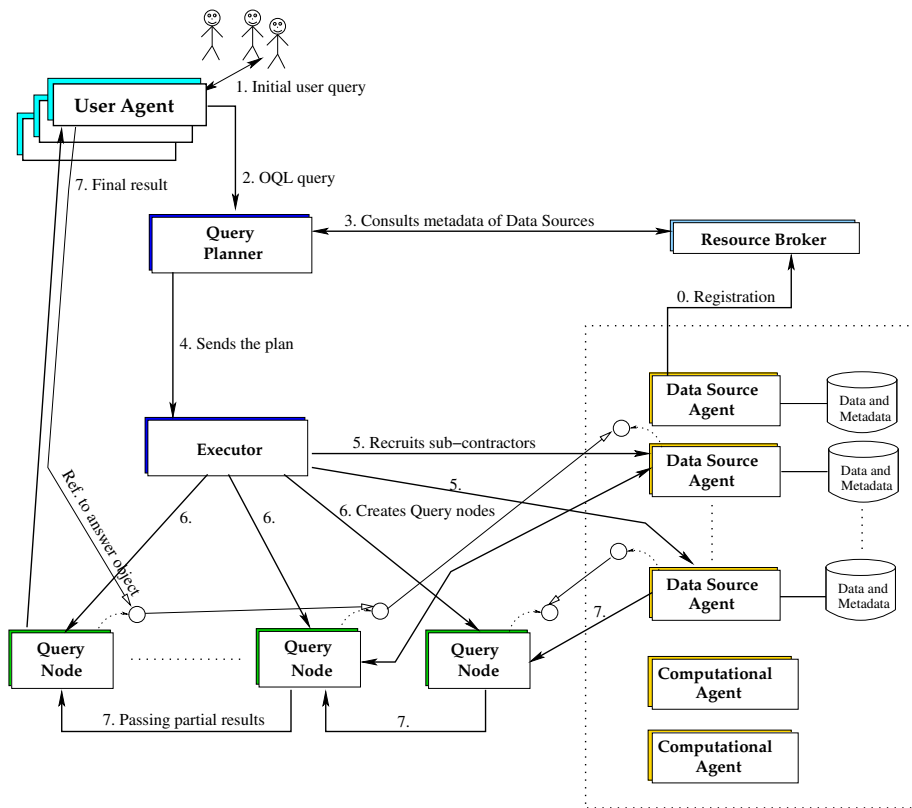 1. Initial user query
User Agent
7. Final result
2. OQL query
Query
Planner
3. Consults metadata of Data Sources
Resource Broker
0. Registration
4. Sends the plan
Data Source
Agent
Data and
Metadata
Executor
5. Recruits sub−contractors
Data Source
Agent
Data and
Metadata
5.
Ref. to answer object
6.
6.
6. Creates Query nodes
Data Source
Agent
Data and
Metadata
7.
Query
Node
Query
Node
Query
Node
Computational
Agent
7. Passing partial results
7.
Computational
Agent